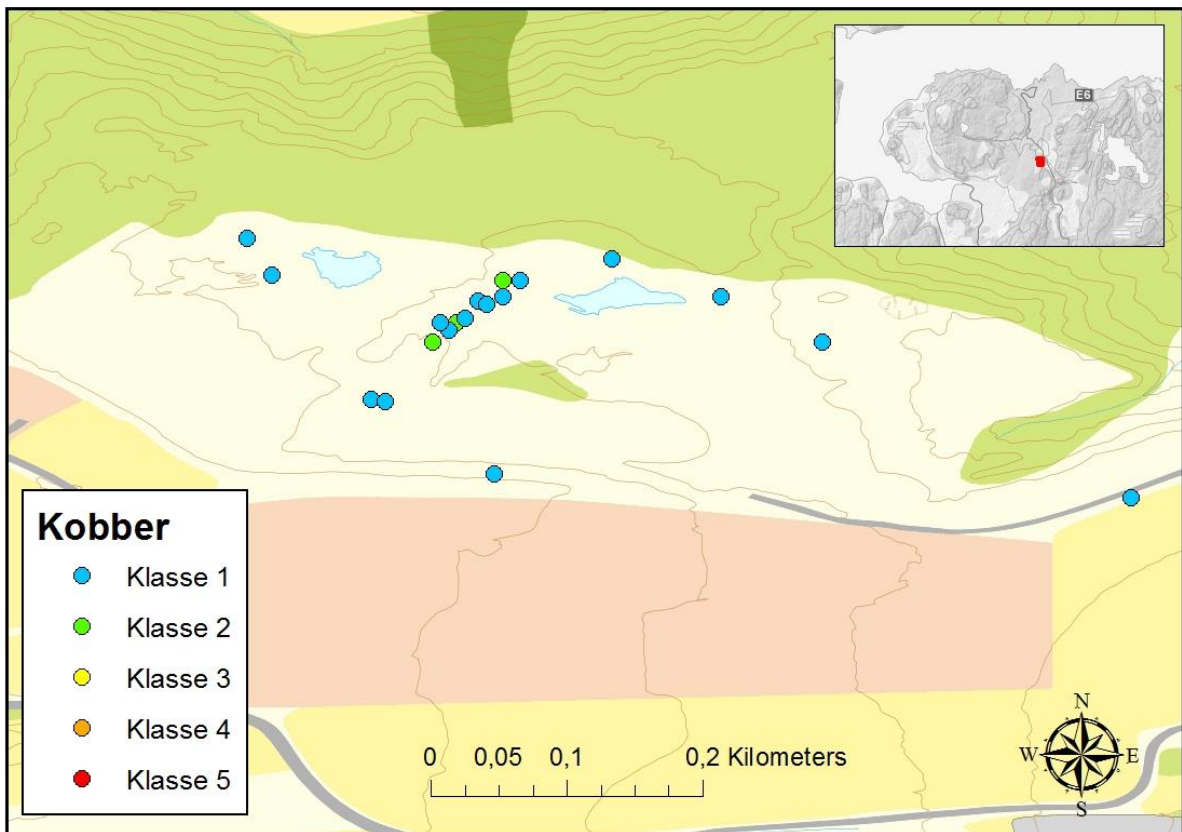 E6
Kobber
Klasse 1
Klasse 2
Klasse 3
Klasse 4
Klasse 5
0 0,05 0,1 0,2 Kilometers
N
W E
S